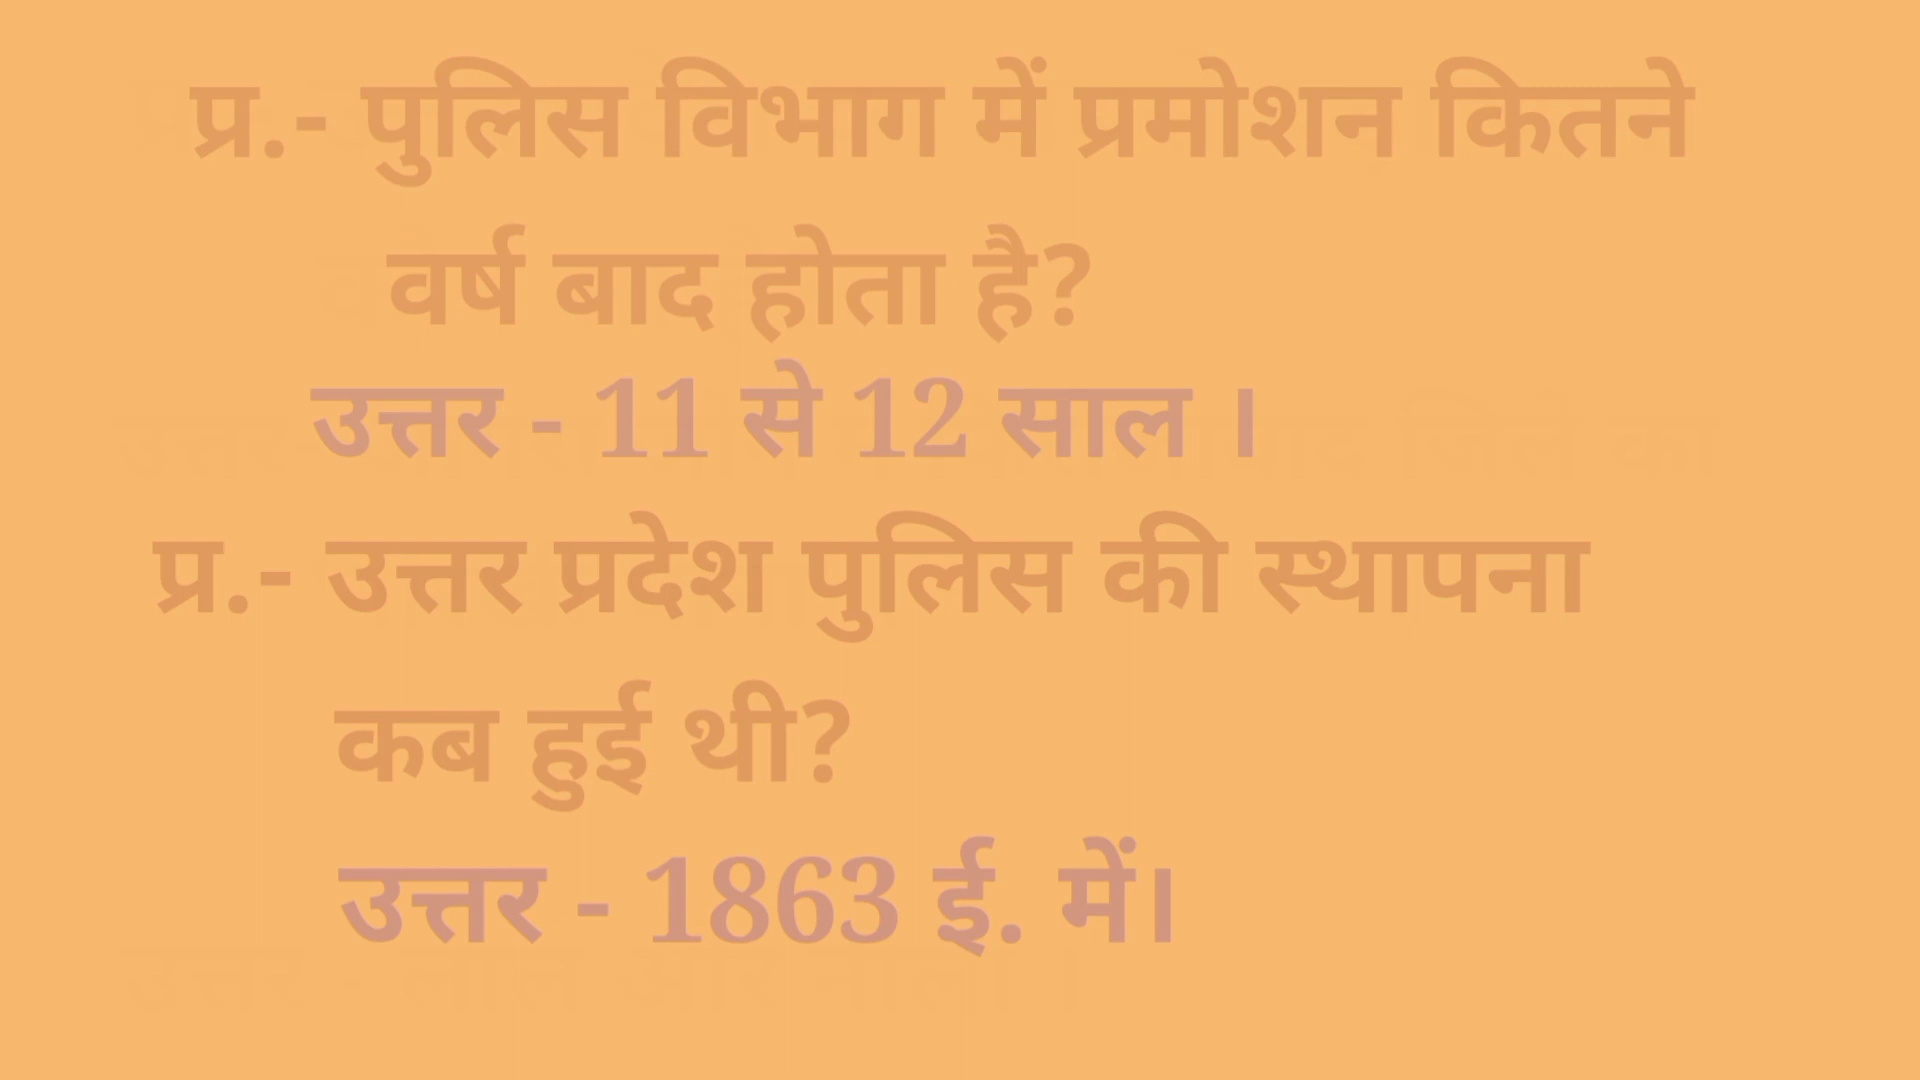 प्र.- पुलिस विभाग में प्रमोशन कितने
वर्ष बाद होता है?
उत्तर - 11 से 12 साल ।
प्र.- उत्तर प्रदेश पुलिस की स्थापना
कब हुई थी?
उत्तर - 1863 ई. में।